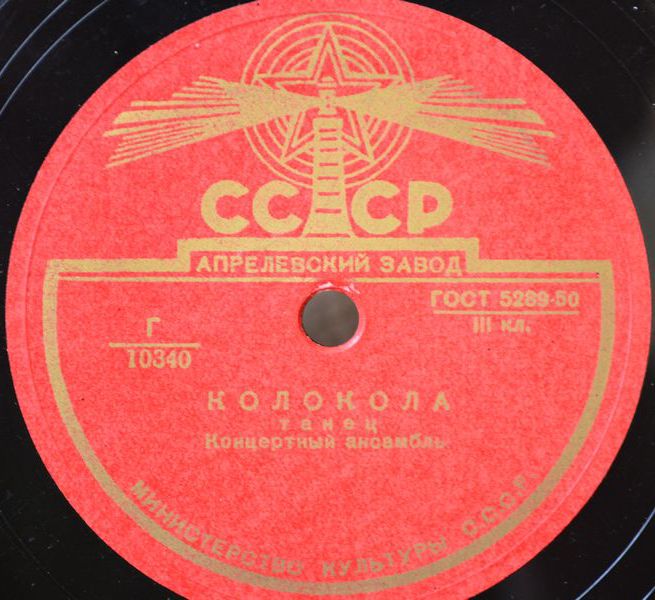 СССР
АПРЕЛЕВСКИЙ ЗАВОД
ГОСТ 5289-50
III кл.
Г
10340
КОЛОКОЛА
танец
Концертный ансамбль
МИНИСТЕРСТВО КУЛЬТУРЫ С.С.С.Р.